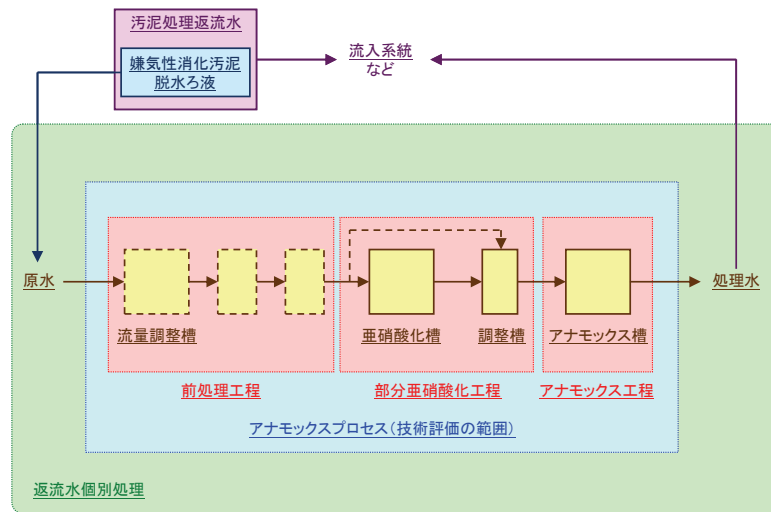 汚泥処理返流水
嫌気性消化汚泥
脱水ろ液
流入系統
など
原水
流量調整槽
亜硝酸化槽
調整槽
アナモックス槽
処理水
前処理工程
部分亜硝酸化工程
アナモックス工程
アナモックスプロセス（技術評価の範囲）
返流水個別処理